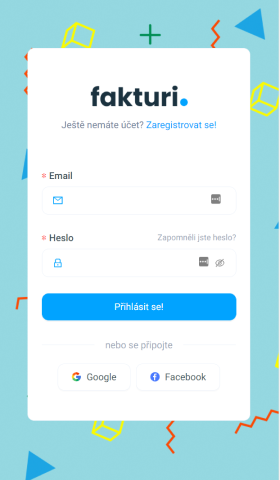 fakturi.
Ještě nemáte účet? Zaregistrovat se!
* Email
* Heslo Zapomněli jste heslo?
Přihlásit se!
nebo se připojte
Google Facebook